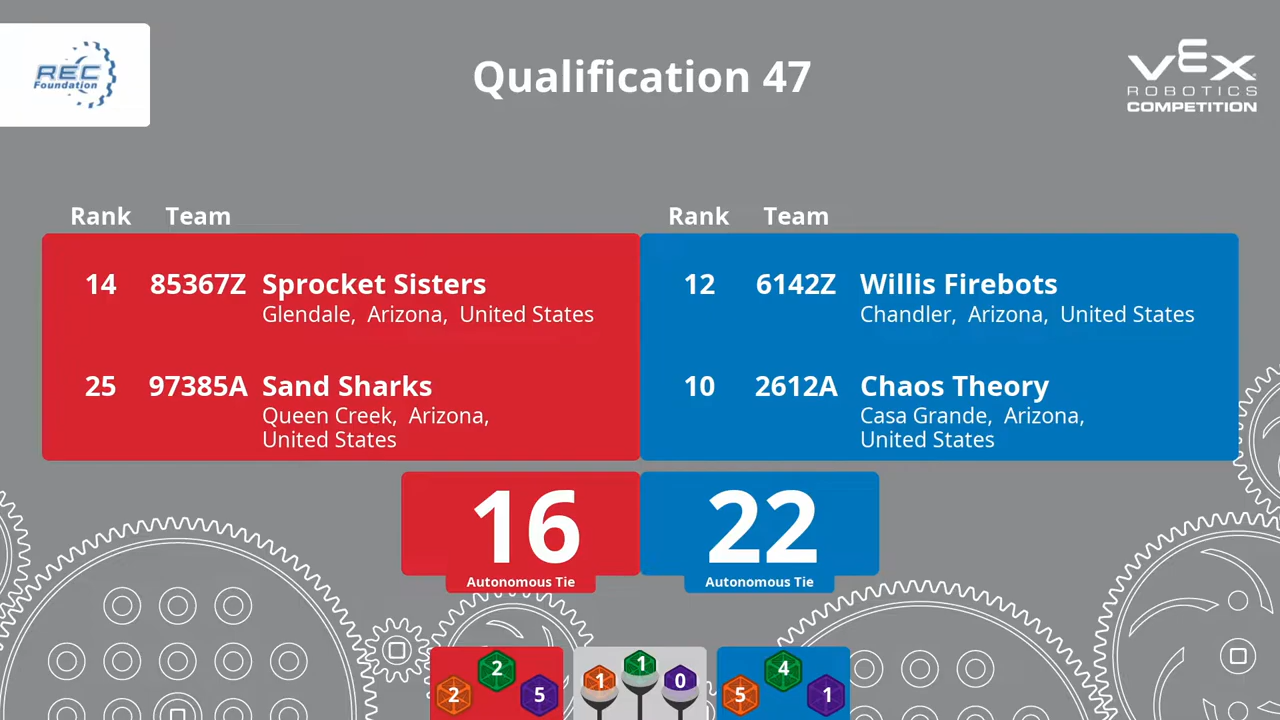 REC
Foundation
Qualification 47
VEX
ROBOTICS
COMPETITION
Rank Team
Rank Team
14 85367Z Sprocket Sisters
Glendale, Arizona, United States
25 97385A Sand Sharks
Queen Creek, Arizona,
United States
12 6142Z Willis Firebots
Chandler, Arizona, United States
10 2612A Chaos Theory
Casa Grande, Arizona,
United States
16
Autonomous Tie
22
Autonomous Tie
2 2 5
1 1 0
5 4 1